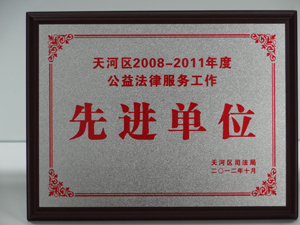 天河区2008-2011年度
公益法律服务工作
先进单位
天河区司法局
二〇一二年十月